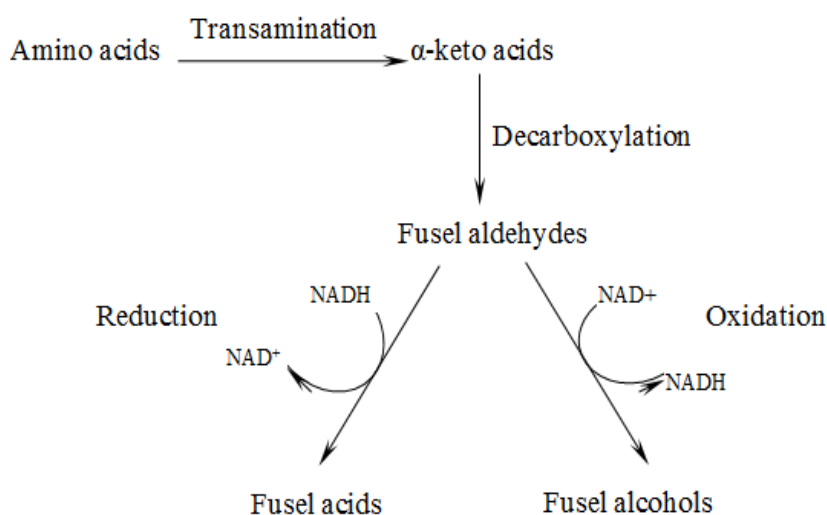 Transamination
Amino acids
α-keto acids
Decarboxylation
Fusel aldehydes
NADH
NAD+
Reduction
Oxidation
NAD⁺
NADH
Fusel acids
Fusel alcohols